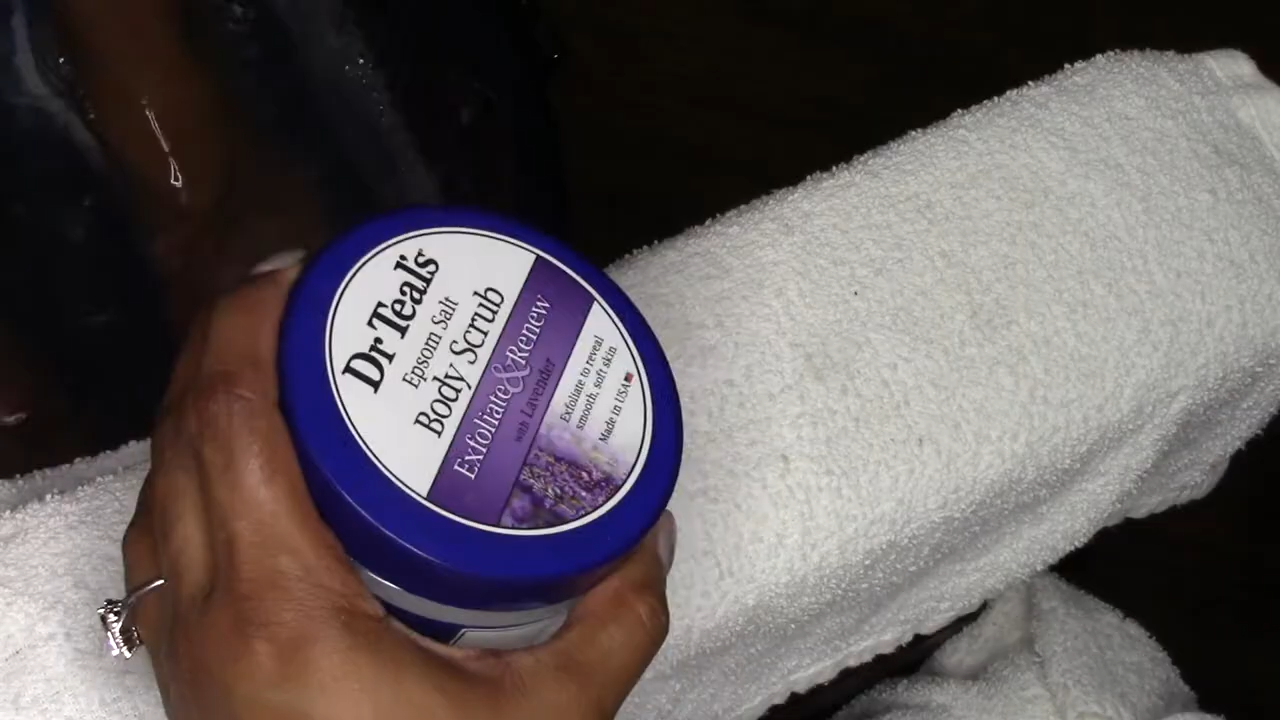 Dr Teal's
Epsom Salt
Body Scrub
Exfoliate & Renew
with Lavender
Exfoliate to reveal
smooth, soft skin
Made in USA